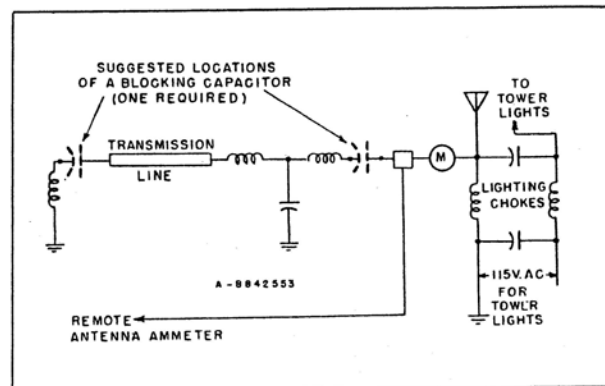 SUGGESTED LOCATIONS
OF A BLOCKING CAPACITOR
(ONE REQUIRED)
TO
TOWER
LIGHTS
TRANSMISSION
LINE
M
LIGHTING
CHOKES
A-8842553
115V. AC
FOR
TOWER
LIGHTS
REMOTE
ANTENNA AMMETER